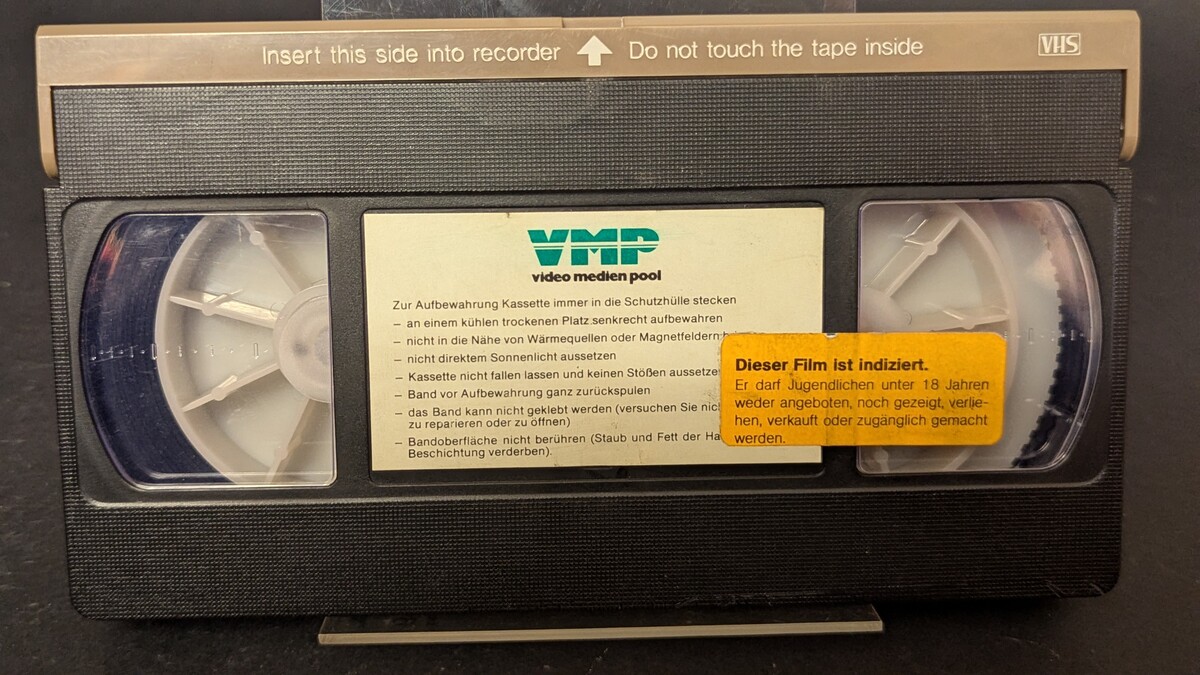 Insert this side into recorder Do not touch the tape inside VHS
VMP
video medien pool
Zur Aufbewahrung Kassette immer in die Schutzhülle stecken
– an einem kühlen trockenen Platz senkrecht aufbewahren
– nicht in die Nähe von Wärmequellen oder Magnetfeldern
– nicht direktem Sonnenlicht aussetzen
– Kassette nicht fallen lassen und keinen Stößen aussetze
– Band vor Aufbewahrung ganz zurückspulen
– das Band kann nicht geklebt werden (versuchen Sie nic
zu reparieren oder zu öffnen)
– Bandoberfläche nicht berühren (Staub und Fett der Ha
Beschichtung verderben).
Dieser Film ist indiziert.
Er darf Jugendlichen unter 18 Jahren
weder angeboten, noch gezeigt, verlie-
hen, verkauft oder zugänglich gemacht
werden.